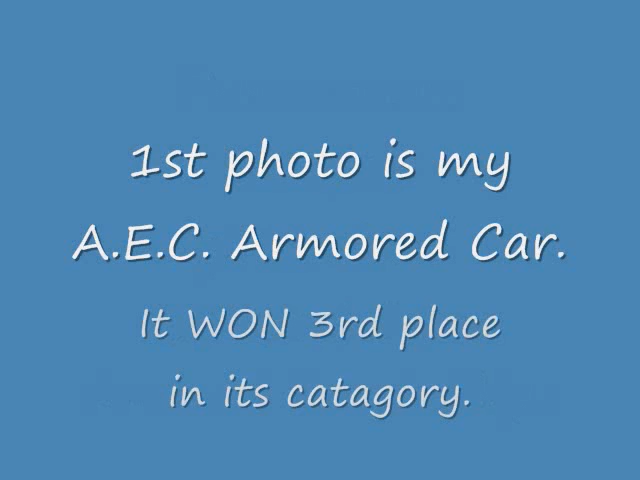 1st photo is my
A.E.C. Armored Car.
It WON 3rd place
in its catagory.